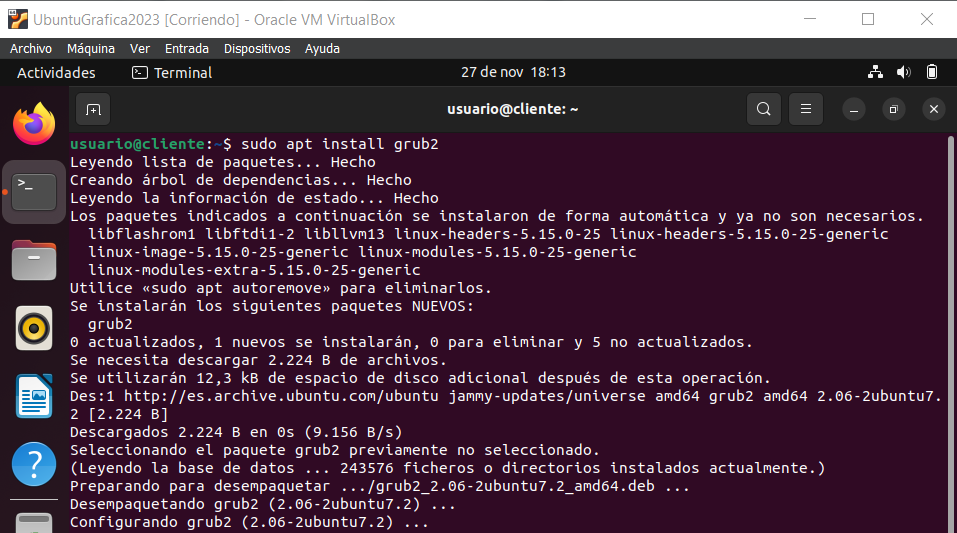 UbuntuGrafica2023 [Corriendo] - Oracle VM VirtualBox
Archivo Máquina Ver Entrada Dispositivos Ayuda
Actividades Terminal 27 de nov 18:13
usuario@cliente: ~
usuario@cliente:~$ sudo apt install grub2
Leyendo lista de paquetes... Hecho
Creando árbol de dependencias... Hecho
Leyendo la información de estado... Hecho
Los paquetes indicados a continuación se instalaron de forma automática y ya no son necesarios.
libflashrom1 libftdi1-2 libllvm13 linux-headers-5.15.0-25 linux-headers-5.15.0-25-generic
linux-image-5.15.0-25-generic linux-modules-5.15.0-25-generic
linux-modules-extra-5.15.0-25-generic
Utilice «sudo apt autoremove» para eliminarlos.
Se instalarán los siguientes paquetes NUEVOS:
grub2
0 actualizados, 1 nuevos se instalarán, 0 para eliminar y 5 no actualizados.
Se necesita descargar 2.224 B de archivos.
Se utilizarán 12,3 kB de espacio de disco adicional después de esta operación.
Des:1 http://es.archive.ubuntu.com/ubuntu jammy-updates/universe amd64 grub2 amd64 2.06-2ubuntu7.
2 [2.224 B]
Descargados 2.224 B en 0s (9.156 B/s)
Seleccionando el paquete grub2 previamente no seleccionado.
(Leyendo la base de datos ... 243576 ficheros o directorios instalados actualmente.)
Preparando para desempaquetar .../grub2_2.06-2ubuntu7.2_amd64.deb ...
Desempaquetando grub2 (2.06-2ubuntu7.2) ...
Configurando grub2 (2.06-2ubuntu7.2) ...